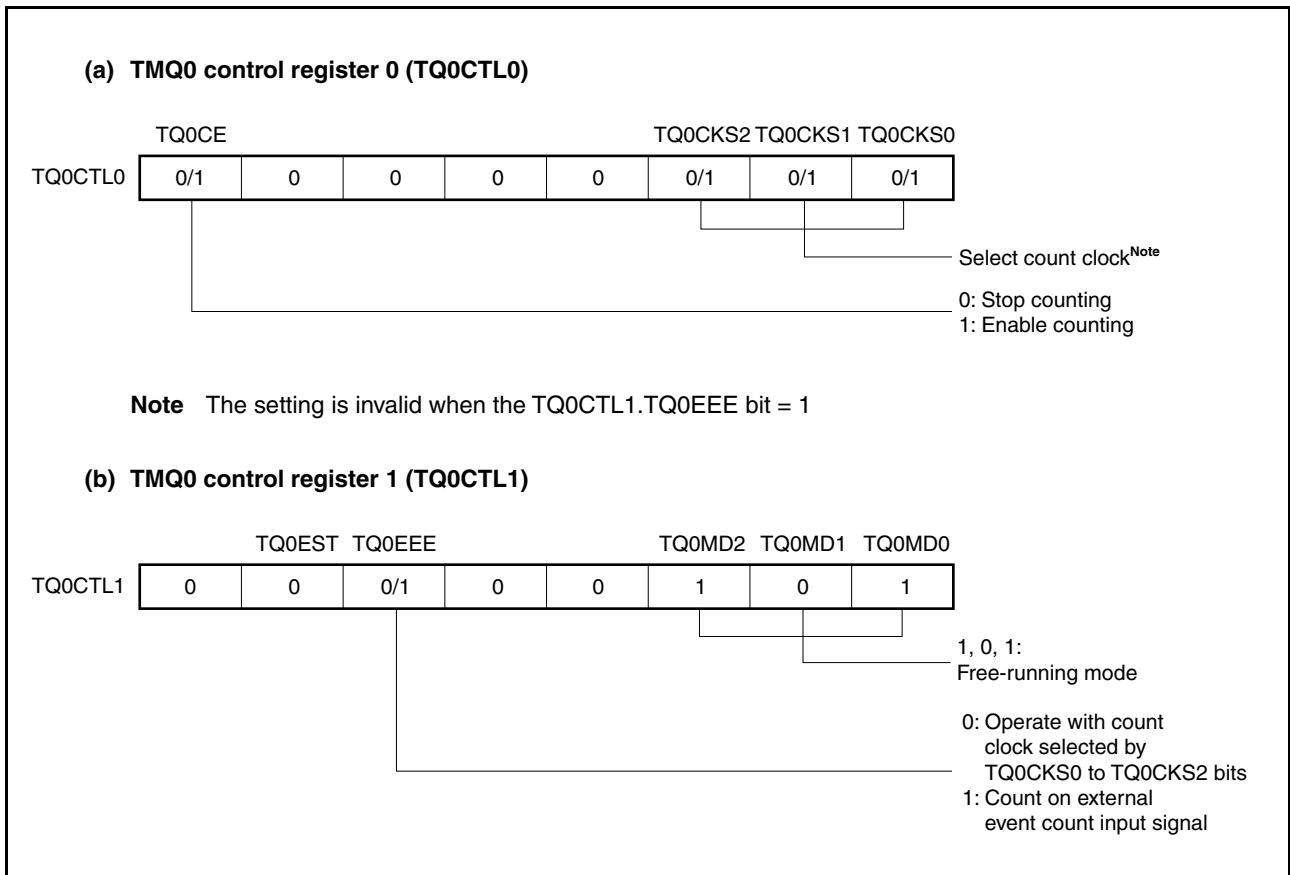 (a) TMQ0 control register 0 (TQ0CTL0)
TQ0CE TQ0CKS2 TQ0CKS1 TQ0CKS0
TQ0CTL0 0/1 0 0 0 0 0/1 0/1 0/1
Select count clockNote
0: Stop counting
1: Enable counting
Note The setting is invalid when the TQ0CTL1.TQ0EEE bit = 1
(b) TMQ0 control register 1 (TQ0CTL1)
TQ0EST TQ0EEE TQ0MD2 TQ0MD1 TQ0MD0
TQ0CTL1 0 0 0/1 0 0 1 0 1
1, 0, 1:
Free-running mode
0: Operate with count
clock selected by
TQ0CKS0 to TQ0CKS2 bits
1: Count on external
event count input signal